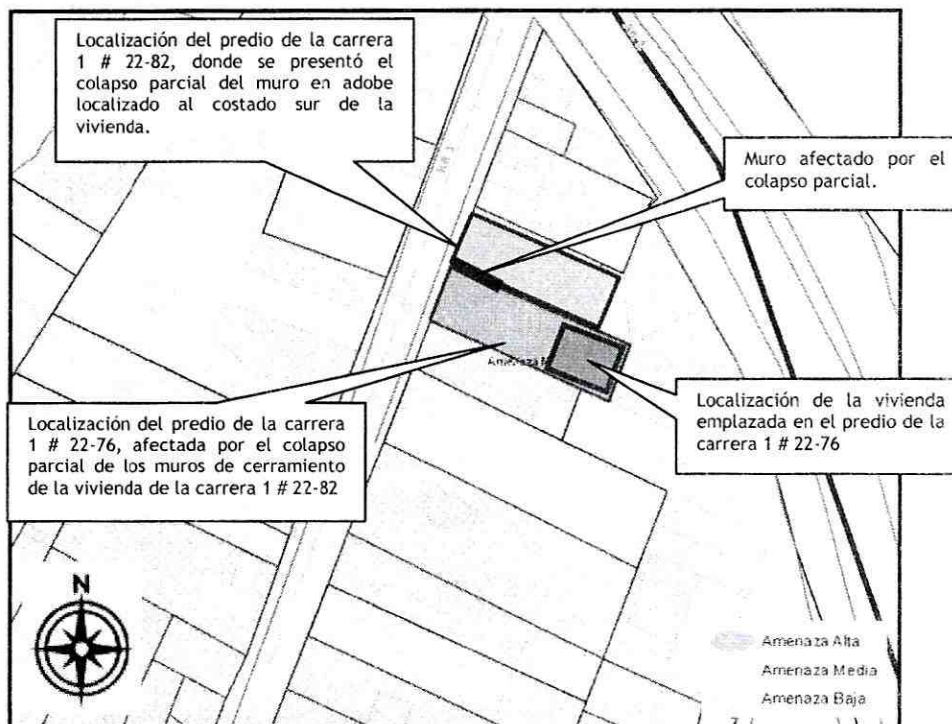 Localización del predio de la carrera
1 # 22-82, donde se presentó el
colapso parcial del muro en adobe
localizado al costado sur de la
vivienda.
Muro afectado por el
colapso parcial.
Localización de la vivienda
emplazada en el predio de la
carrera 1 # 22-76
Localización del predio de la carrera
1 # 22-76, afectada por el colapso
parcial de los muros de cerramiento
de la vivienda de la carrera 1 # 22-82
Amenaza
N
Amenaza Alta
Amenaza Media
Amenaza Baja